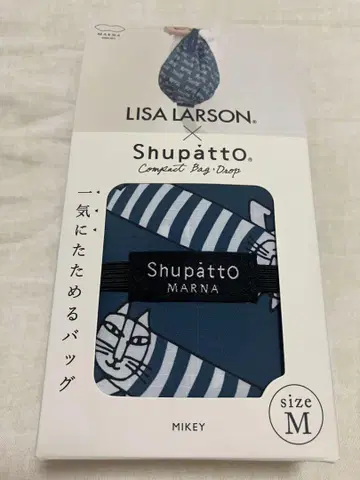 MARNA
LISA LARSON®
×
Shupatto®
Compact Bag・Drop
一気にたためるバッグ
Shupatto
MARNA
size
M
MIKEY